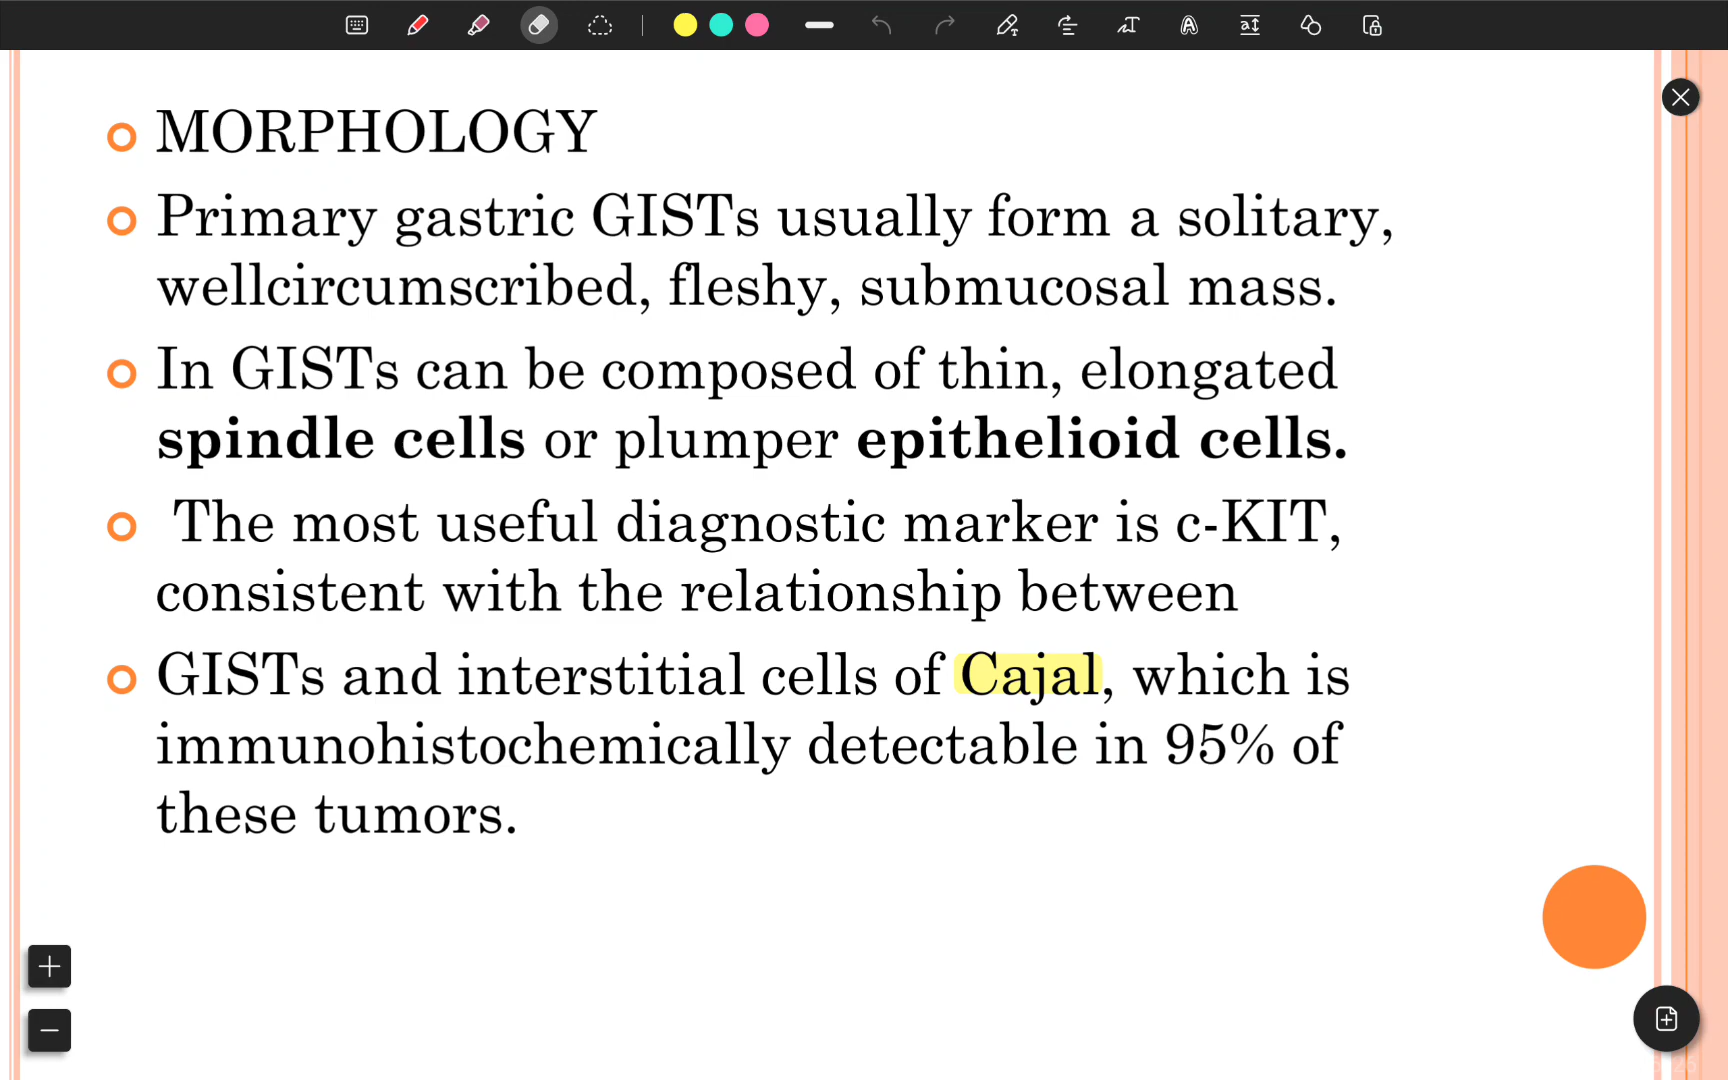 MORPHOLOGY
Primary gastric GISTs usually form a solitary,
wellcircumscribed, fleshy, submucosal mass.
In GISTs can be composed of thin, elongated
spindle cells or plumper epithelioid cells.
The most useful diagnostic marker is c-KIT,
consistent with the relationship between
GISTs and interstitial cells of Cajal, which is
immunohistochemically detectable in 95% of
these tumors.